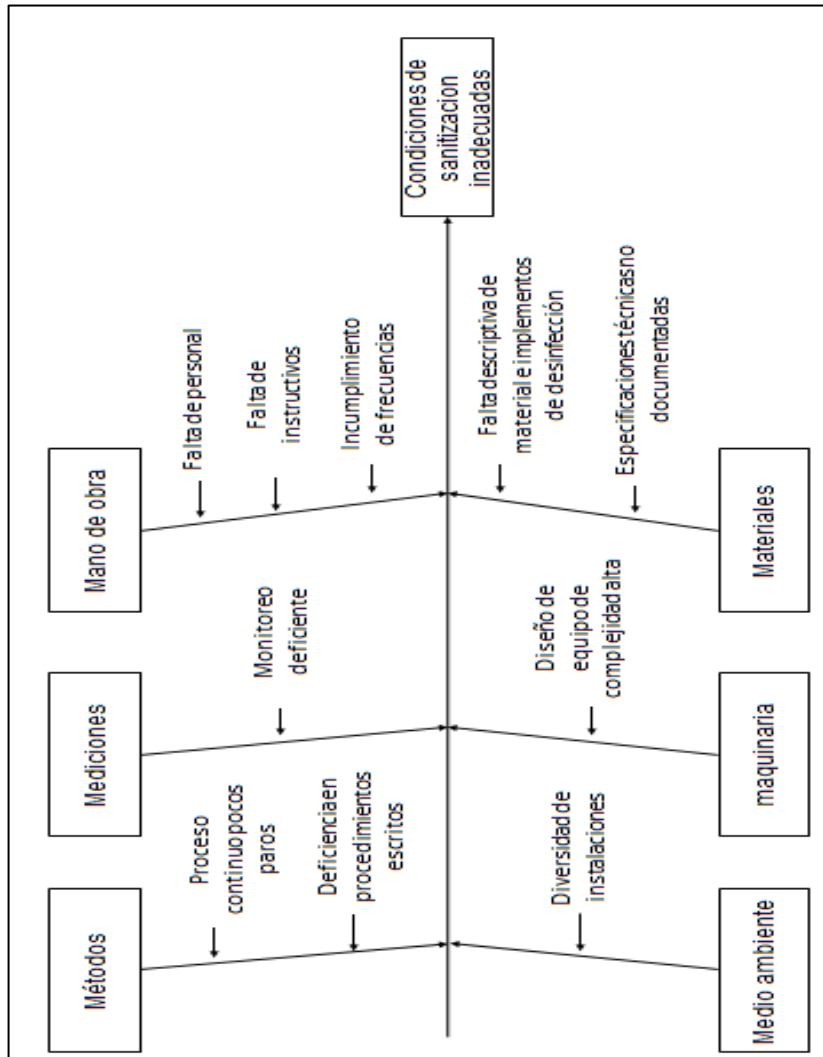 Métodos
Mediciones
Mano de obra
Proceso
continuo pocos
paros
Deficiencia en
procedimientos
escritos
Monitoreo
deficiente
Falta de personal
Falta de
instructivos
Incumplimiento
de frecuencias
Condiciones de
sanitizacion
inadecuadas
Diversidad de
instalaciones
Diseño de
equipo de
complejidad alta
Falta descriptiva de
material e implementos
de desinfección
Especificaciones técnicas no
documentadas
Medio ambiente
maquinaria
Materiales